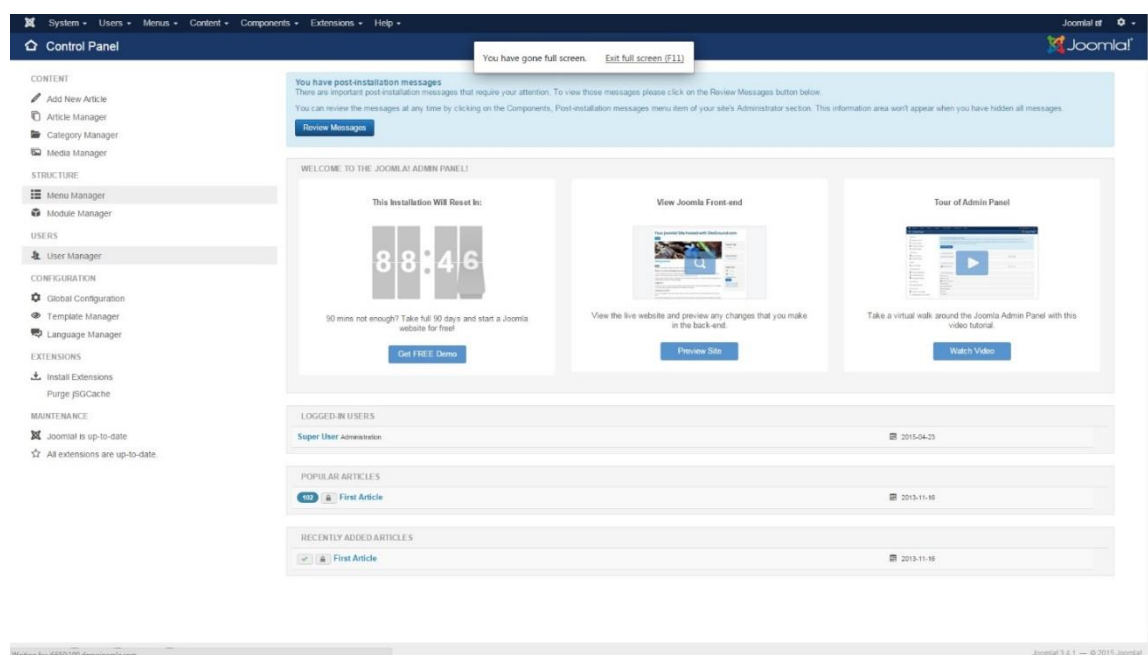 System Users Menus Content Components Extensions Help Joomla!
Control Panel Joomla!
You have gone full screen. Exit full screen (F11)
CONTENT
Add New Article
Article Manager
Category Manager
Media Manager
STRUCTURE
Menu Manager
Module Manager
USERS
User Manager
CONFIGURATION
Global Configuration
Template Manager
Language Manager
EXTENSIONS
Install Extensions
Purge jSGCache
MAINTENANCE
Joomla! is up-to-date
All extensions are up-to-date.
You have post-installation messages
There are important post-installation messages that require your attention. To view those messages please click on the Review Messages button below.
You can review the messages at any time by clicking on the Components, Post-installation messages menu item of your site's Administrator section. This information area won't appear when you have hidden all messages.
Review Messages
WELCOME TO THE JOOMLA! ADMIN PANEL!
This Installation Will Reset In:
88:46
90 mins not enough? Take full 90 days and start a Joomla
website for free!
Get FREE Demo
View Joomla Front-end
View the live website and preview any changes that you make
in the back-end.
Preview Site
Tour of Admin Panel
Take a virtual walk around the Joomla Admin Panel with this
video tutorial.
Watch Video
LOGGED-IN USERS
Super User Administration 2015-04-23
POPULAR ARTICLES
102 First Article 2013-11-16
RECENTLY ADDED ARTICLES
First Article 2013-11-16
Joomla! 3.4.1 — © 2015 Joomla!